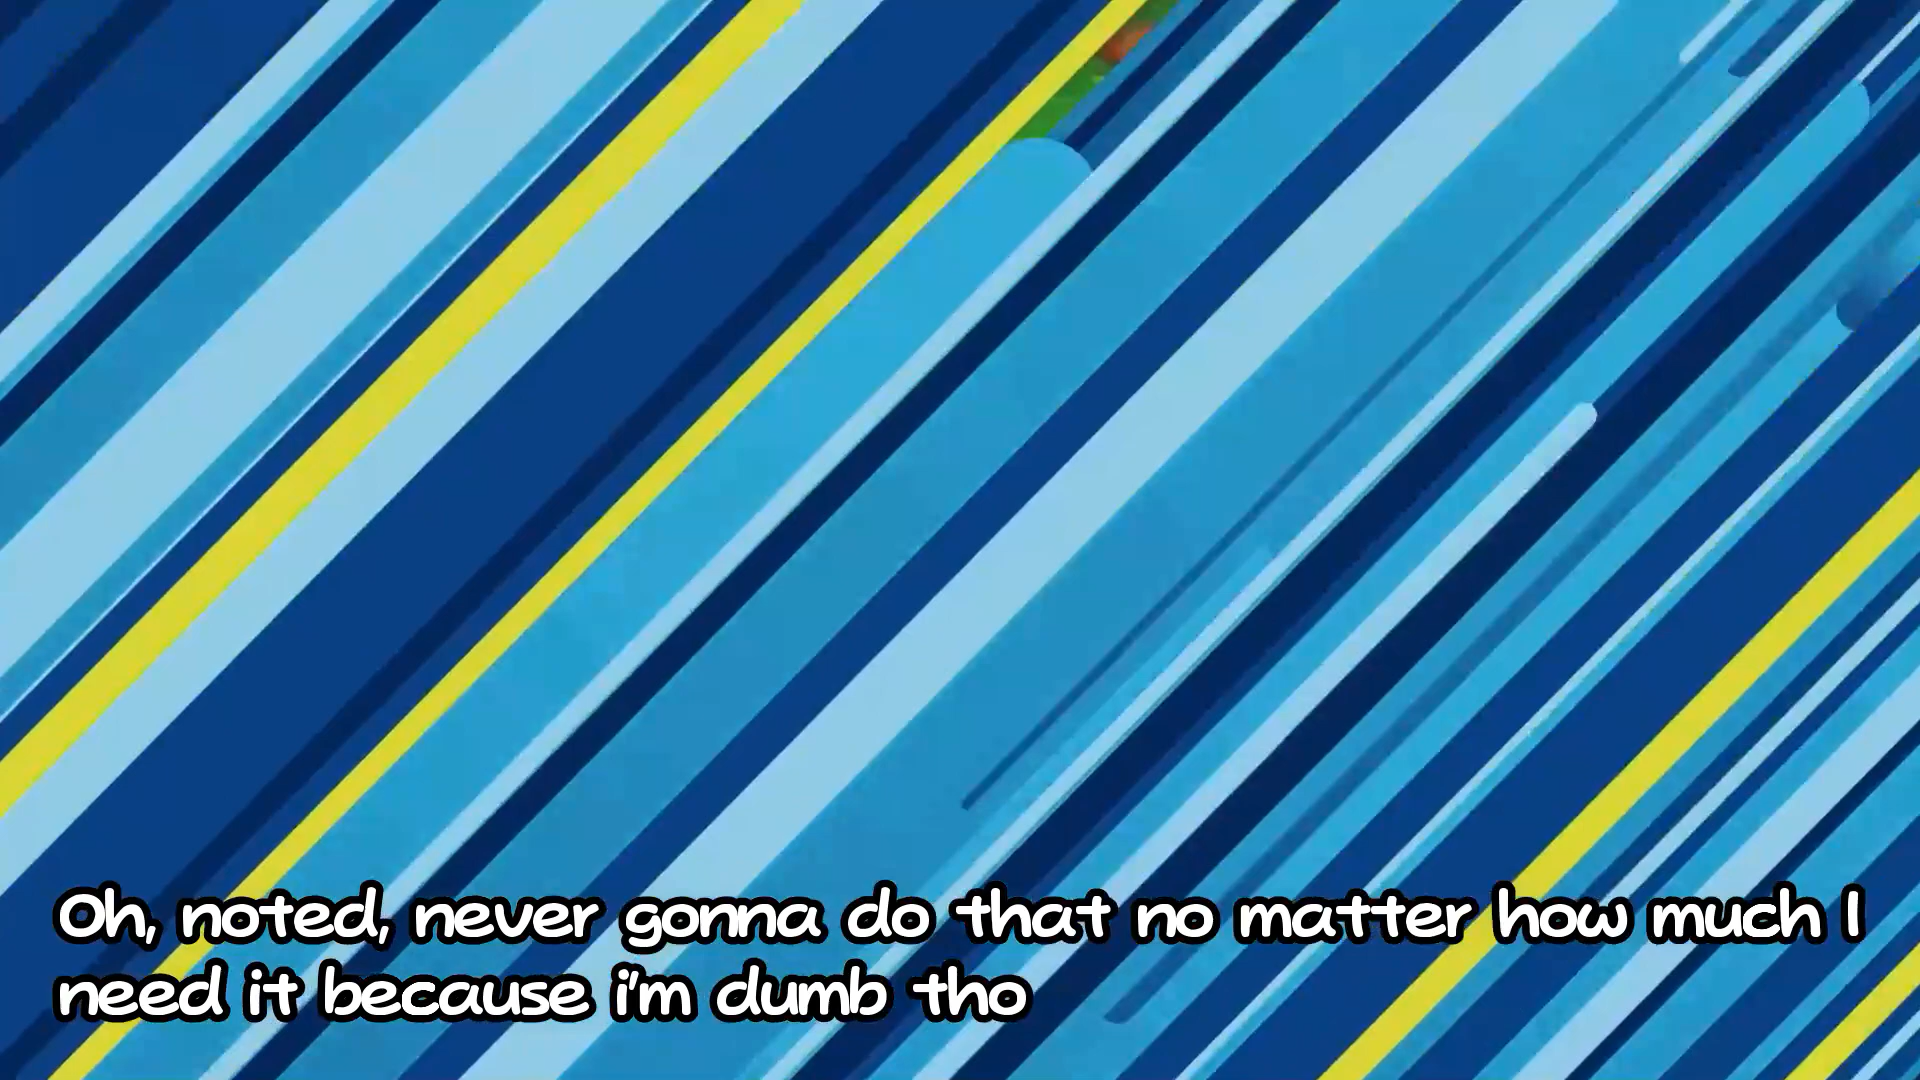 Oh, noted, never gonna do that no matter how much I
need it because i'm dumb tho